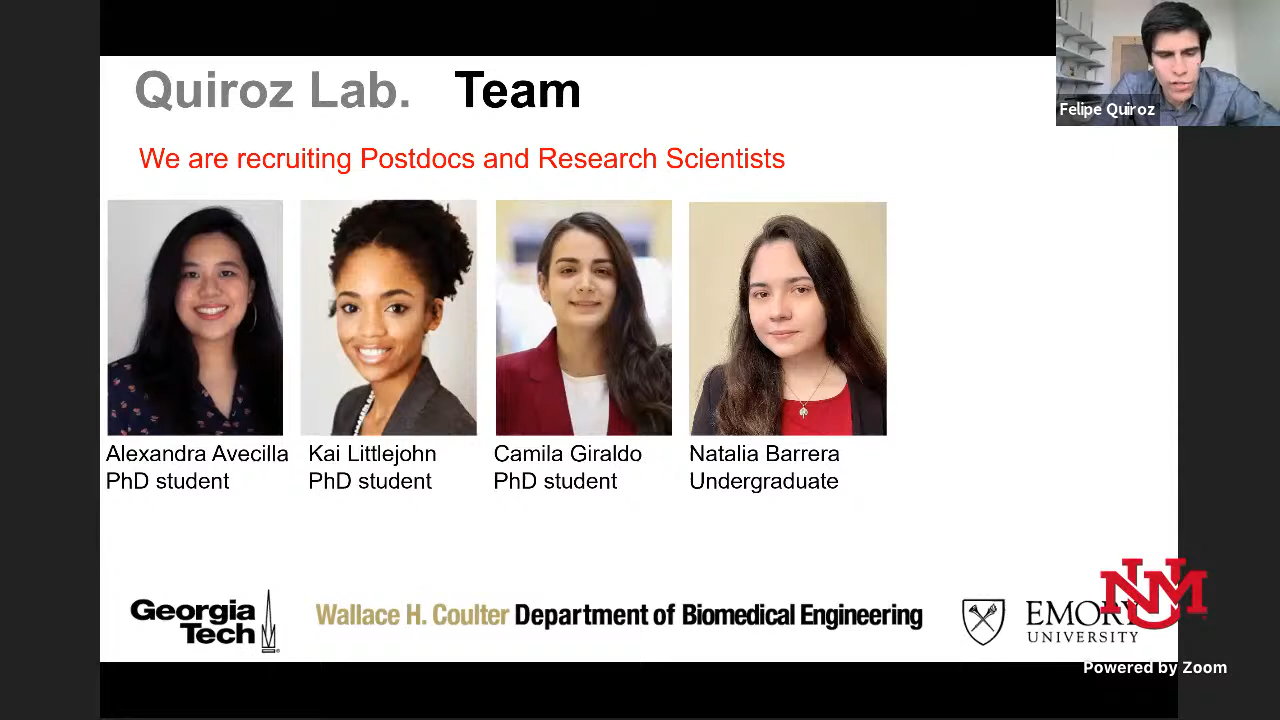 Quiroz Lab. Team
Felipe Quiroz
We are recruiting Postdocs and Research Scientists
Alexandra Avecilla
PhD student
Kai Littlejohn
PhD student
Camila Giraldo
PhD student
Natalia Barrera
Undergraduate
Georgia
Tech
Wallace H. Coulter Department of Biomedical Engineering
EMORY
UNIVERSITY
UNM
Powered by Zoom